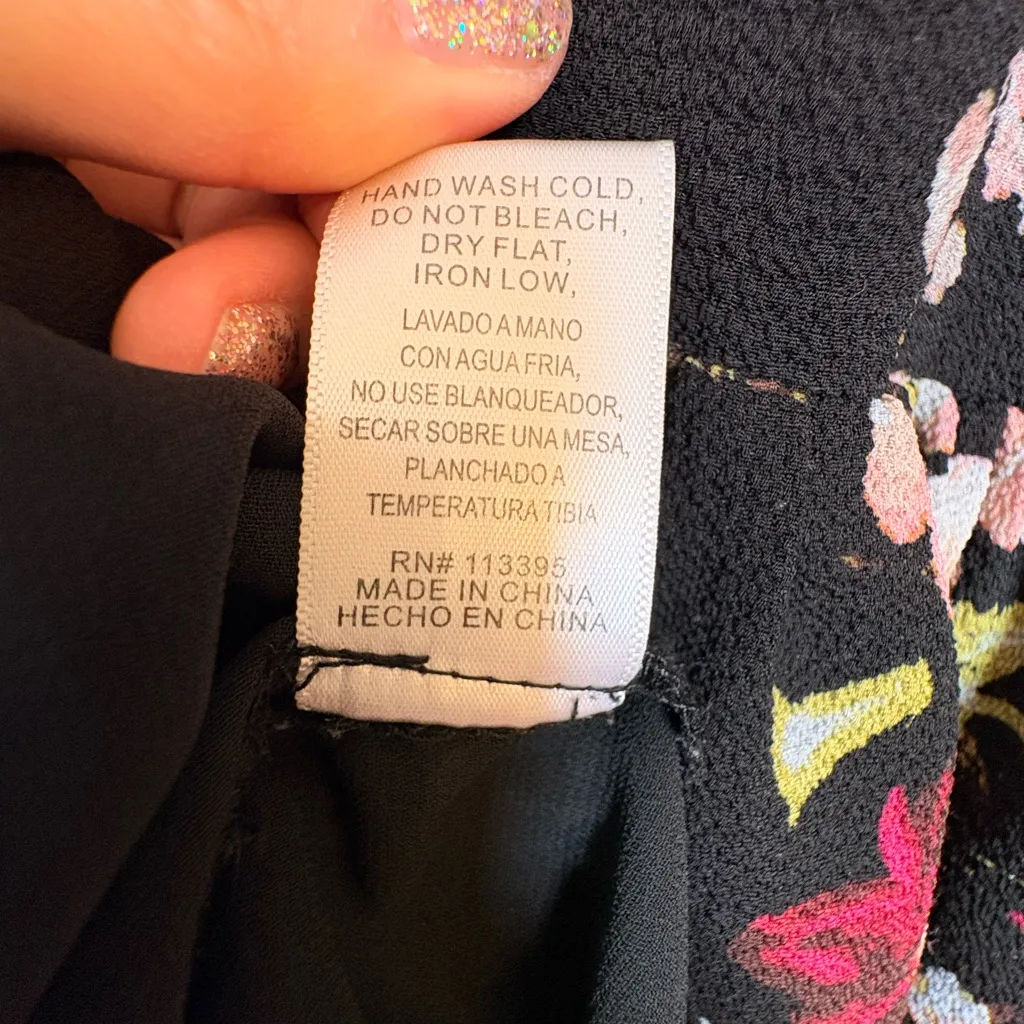 HAND WASH COLD,
DO NOT BLEACH,
DRY FLAT,
IRON LOW,
LAVADO A MANO
CON AGUA FRIA,
NO USE BLANQUEADOR,
SECAR SOBRE UNA MESA,
PLANCHADO A
TEMPERATURA TIBIA
RN# 113395
MADE IN CHINA
HECHO EN CHINA